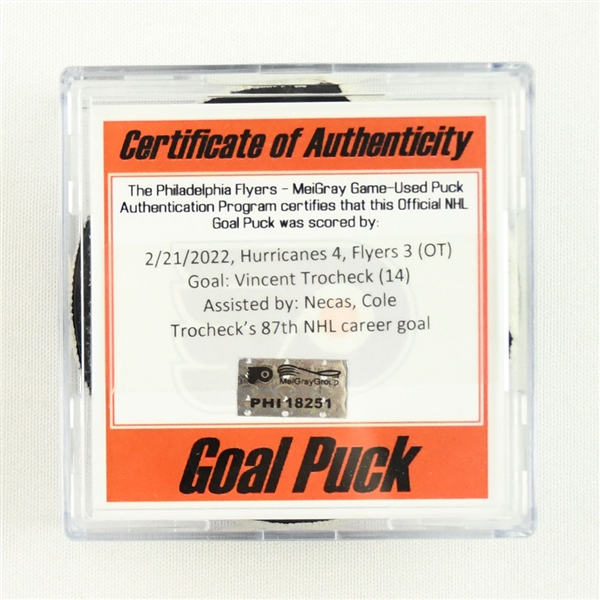 Certificate of Authenticity
The Philadelphia Flyers - MeiGray Game-Used Puck
Authentication Program certifies that this Official NHL
Goal Puck was scored by:
2/21/2022, Hurricanes 4, Flyers 3 (OT)
Goal: Vincent Trocheck (14)
Assisted by: Necas, Cole
Trocheck's 87th NHL career goal
MeiGrayGroup
PHI18251
Goal Puck